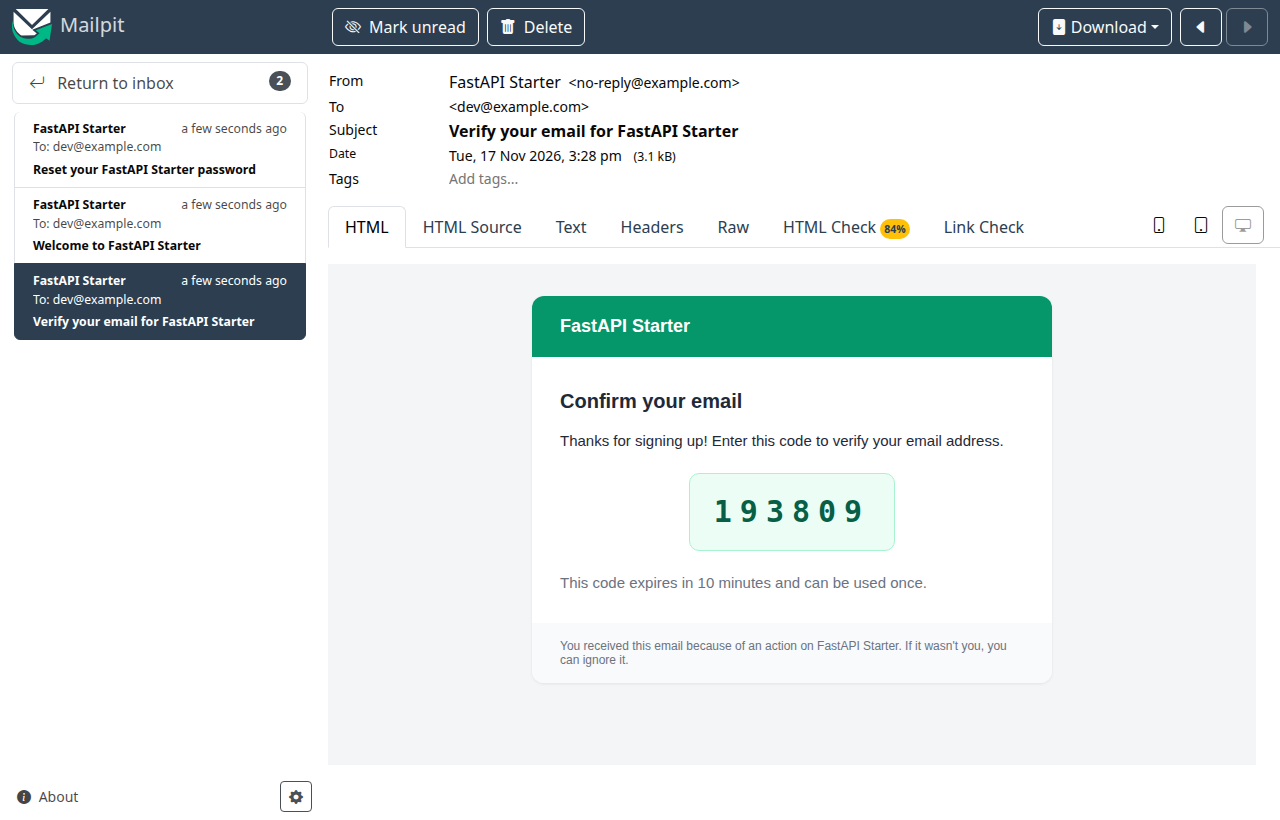 Mailpit
Mark unread
Delete
Download
Return to inbox
2
FastAPI Starter a few seconds ago
To: dev@example.com
Reset your FastAPI Starter password
FastAPI Starter a few seconds ago
To: dev@example.com
Welcome to FastAPI Starter
FastAPI Starter a few seconds ago
To: dev@example.com
Verify your email for FastAPI Starter
About
From FastAPI Starter <no-reply@example.com>
To <dev@example.com>
Subject Verify your email for FastAPI Starter
Date Tue, 17 Nov 2026, 3:28 pm (3.1 kB)
Tags Add tags...
HTML HTML Source Text Headers Raw HTML Check 84% Link Check
FastAPI Starter
Confirm your email
Thanks for signing up! Enter this code to verify your email address.
193809
This code expires in 10 minutes and can be used once.
You received this email because of an action on FastAPI Starter. If it wasn't you, you
can ignore it.